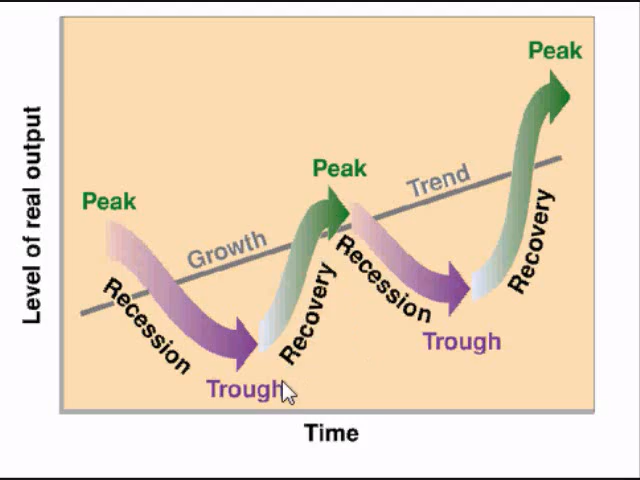 Level of real output
Peak
Growth
Recession
Trough
Recovery
Peak
Recession
Trend
Trough
Recovery
Peak
Time